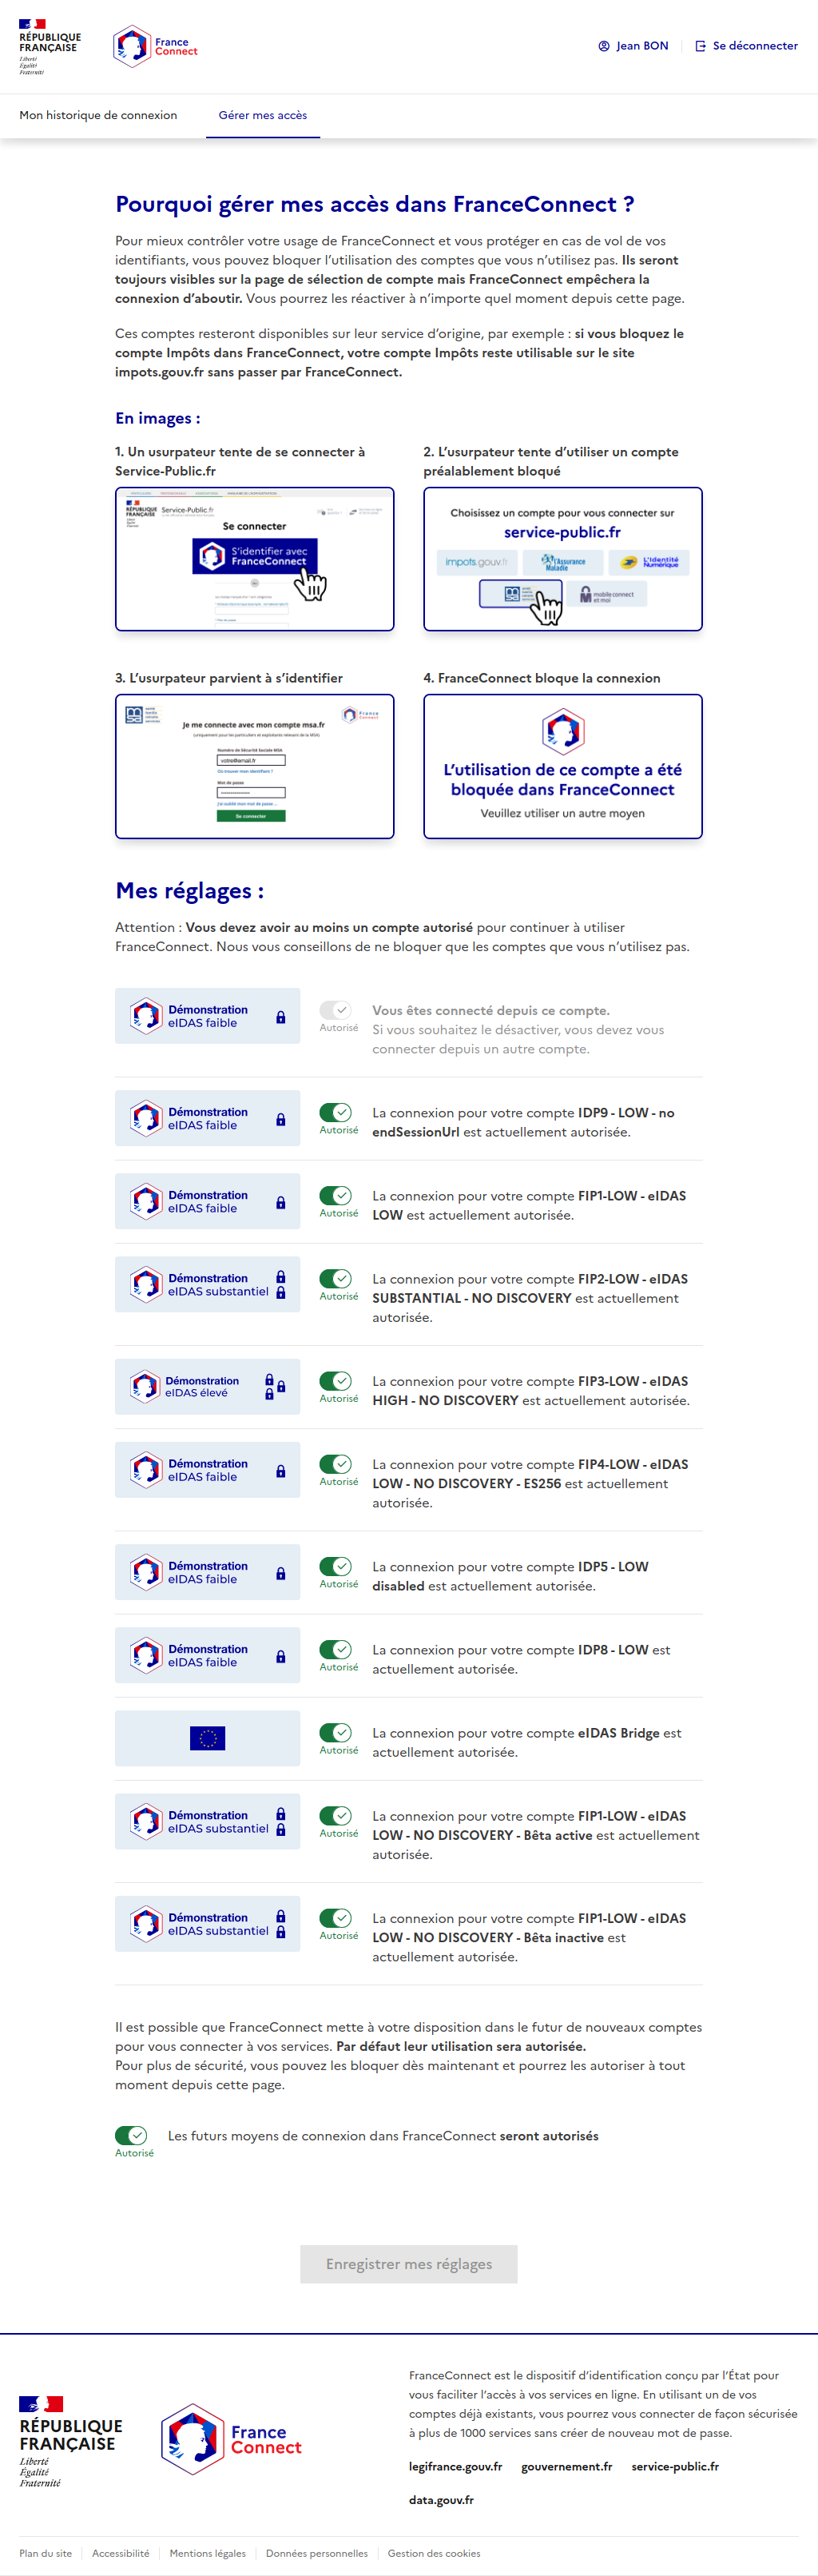 RÉPUBLIQUE
FRANÇAISE
Liberté
Égalité
Fraternité
France
Connect
Jean BON
Se déconnecter
Mon historique de connexion
Gérer mes accès
Pourquoi gérer mes accès dans FranceConnect ?
Pour mieux contrôler votre usage de FranceConnect et vous protéger en cas de vol de vos
identifiants, vous pouvez bloquer l’utilisation des comptes que vous n’utilisez pas. Ils seront
toujours visibles sur la page de sélection de compte mais FranceConnect empêchera la
connexion d’aboutir. Vous pourrez les réactiver à n’importe quel moment depuis cette page.
Ces comptes resteront disponibles sur leur service d’origine, par exemple : si vous bloquez le
compte Impôts dans FranceConnect, votre compte Impôts reste utilisable sur le site
impots.gouv.fr sans passer par FranceConnect.
En images :
1. Un usurpateur tente de se connecter à
Service-Public.fr
RÉPUBLIQUE
FRANÇAISE
Service-Public.fr
Se connecter
S’identifier avec
FranceConnect
2. L’usurpateur tente d’utiliser un compte
préalablement bloqué
Choisissez un compte pour vous connecter sur
service-public.fr
impots.gouv.fr
l'Assurance
Maladie
L'Identité
Numérique
mobile connect
et moi
3. L’usurpateur parvient à s’identifier
Je me connecte avec mon compte msa.fr
(uniquement pour les particuliers et exploitants relevant de la MSA)
France
Connect
Numéro de Sécurité Sociale MSA
votre@email.fr
Où trouver mon identifiant ?
Mot de passe
J'ai oublié mon mot de passe ...
Se connecter
4. FranceConnect bloque la connexion
L’utilisation de ce compte a été
bloquée dans FranceConnect
Veuillez utiliser un autre moyen
Mes réglages :
Attention : Vous devez avoir au moins un compte autorisé pour continuer à utiliser
FranceConnect. Nous vous conseillons de ne bloquer que les comptes que vous n’utilisez pas.
Démonstration
eIDAS faible
Autorisé
Vous êtes connecté depuis ce compte.
Si vous souhaitez le désactiver, vous devez vous
connecter depuis un autre compte.
Démonstration
eIDAS faible
Autorisé
La connexion pour votre compte IDP9 - LOW - no
endSessionUrl est actuellement autorisée.
Démonstration
eIDAS faible
Autorisé
La connexion pour votre compte FIP1-LOW - eIDAS
LOW est actuellement autorisée.
Démonstration
eIDAS substantiel
Autorisé
La connexion pour votre compte FIP2-LOW - eIDAS
SUBSTANTIAL - NO DISCOVERY est actuellement
autorisée.
Démonstration
eIDAS élevé
Autorisé
La connexion pour votre compte FIP3-LOW - eIDAS
HIGH - NO DISCOVERY est actuellement autorisée.
Démonstration
eIDAS faible
Autorisé
La connexion pour votre compte FIP4-LOW - eIDAS
LOW - NO DISCOVERY - ES256 est actuellement
autorisée.
Démonstration
eIDAS faible
Autorisé
La connexion pour votre compte IDP5 - LOW
disabled est actuellement autorisée.
Démonstration
eIDAS faible
Autorisé
La connexion pour votre compte IDP8 - LOW est
actuellement autorisée.
Autorisé
La connexion pour votre compte eIDAS Bridge est
actuellement autorisée.
Démonstration
eIDAS substantiel
Autorisé
La connexion pour votre compte FIP1-LOW - eIDAS
LOW - NO DISCOVERY - Bêta active est actuellement
autorisée.
Démonstration
eIDAS substantiel
Autorisé
La connexion pour votre compte FIP1-LOW - eIDAS
LOW - NO DISCOVERY - Bêta inactive est
actuellement autorisée.
Il est possible que FranceConnect mette à votre disposition dans le futur de nouveaux comptes
pour vous connecter à vos services. Par défaut leur utilisation sera autorisée.
Pour plus de sécurité, vous pouvez les bloquer dès maintenant et pourrez les autoriser à tout
moment depuis cette page.
Autorisé
Les futurs moyens de connexion dans FranceConnect seront autorisés
Enregistrer mes réglages
RÉPUBLIQUE
FRANÇAISE
Liberté
Égalité
Fraternité
France
Connect
FranceConnect est le dispositif d’identification conçu par l’État pour
vous faciliter l’accès à vos services en ligne. En utilisant un de vos
comptes déjà existants, vous pourrez vous connecter de façon sécurisée
à plus de 1000 services sans créer de nouveau mot de passe.
legifrance.gouv.fr
gouvernement.fr
service-public.fr
data.gouv.fr
Plan du site
Accessibilité
Mentions légales
Données personnelles
Gestion des cookies